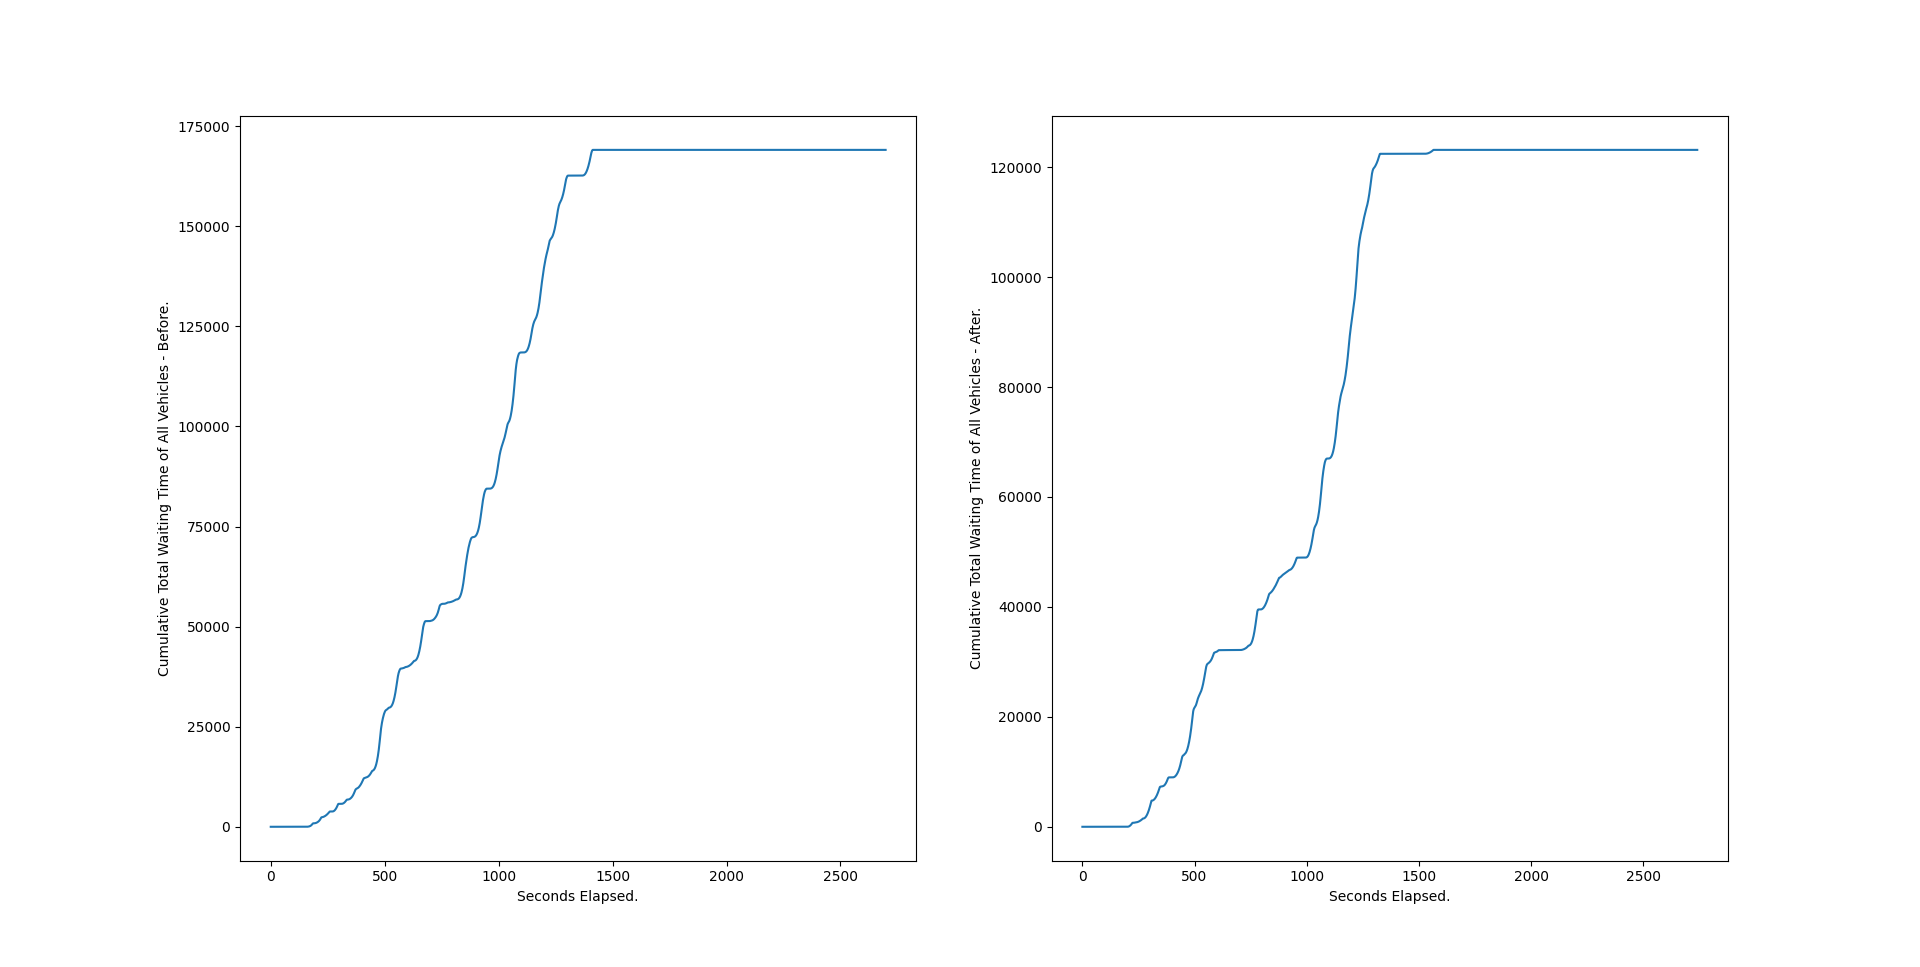 Cumulative Total Waiting Time of All Vehicles - Before.
175000
150000
125000
100000
75000
50000
25000
0
0 500 1000 1500 2000 2500
Seconds Elapsed.
Cumulative Total Waiting Time of All Vehicles - After.
120000
100000
80000
60000
40000
20000
0
0 500 1000 1500 2000 2500
Seconds Elapsed.